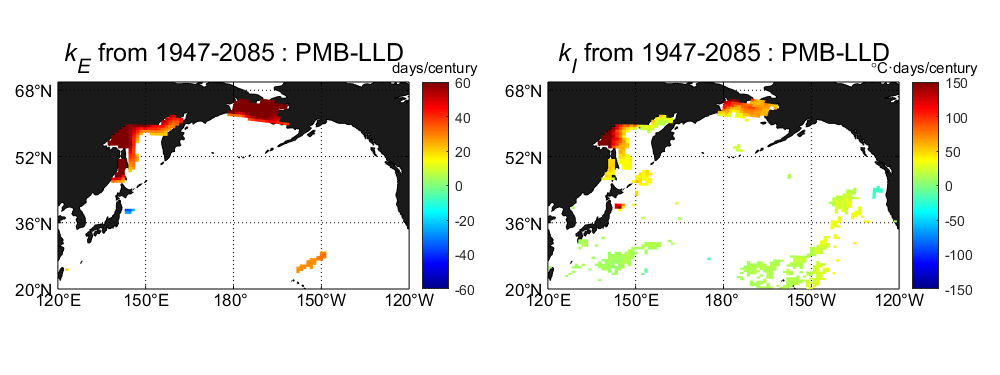 k_E from 1947-2085 : PMB-LLD
days/century
68°N
52°N
36°N
20°N
120°E 150°E 180° 150°W 120°W
60
40
20
0
-20
-40
-60
k_I from 1947-2085 : PMB-LLD
°C·days/century
68°N
52°N
36°N
20°N
120°E 150°E 180° 150°W 120°W
150
100
50
0
-50
-100
-150